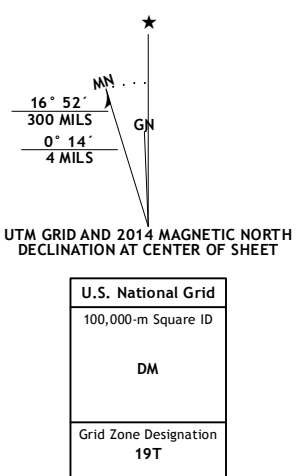 MN
16° 52´
300 MILS
GN
0° 14´
4 MILS
UTM GRID AND 2014 MAGNETIC NORTH
DECLINATION AT CENTER OF SHEET
U.S. National Grid
100,000-m Square ID
DM
Grid Zone Designation
19T